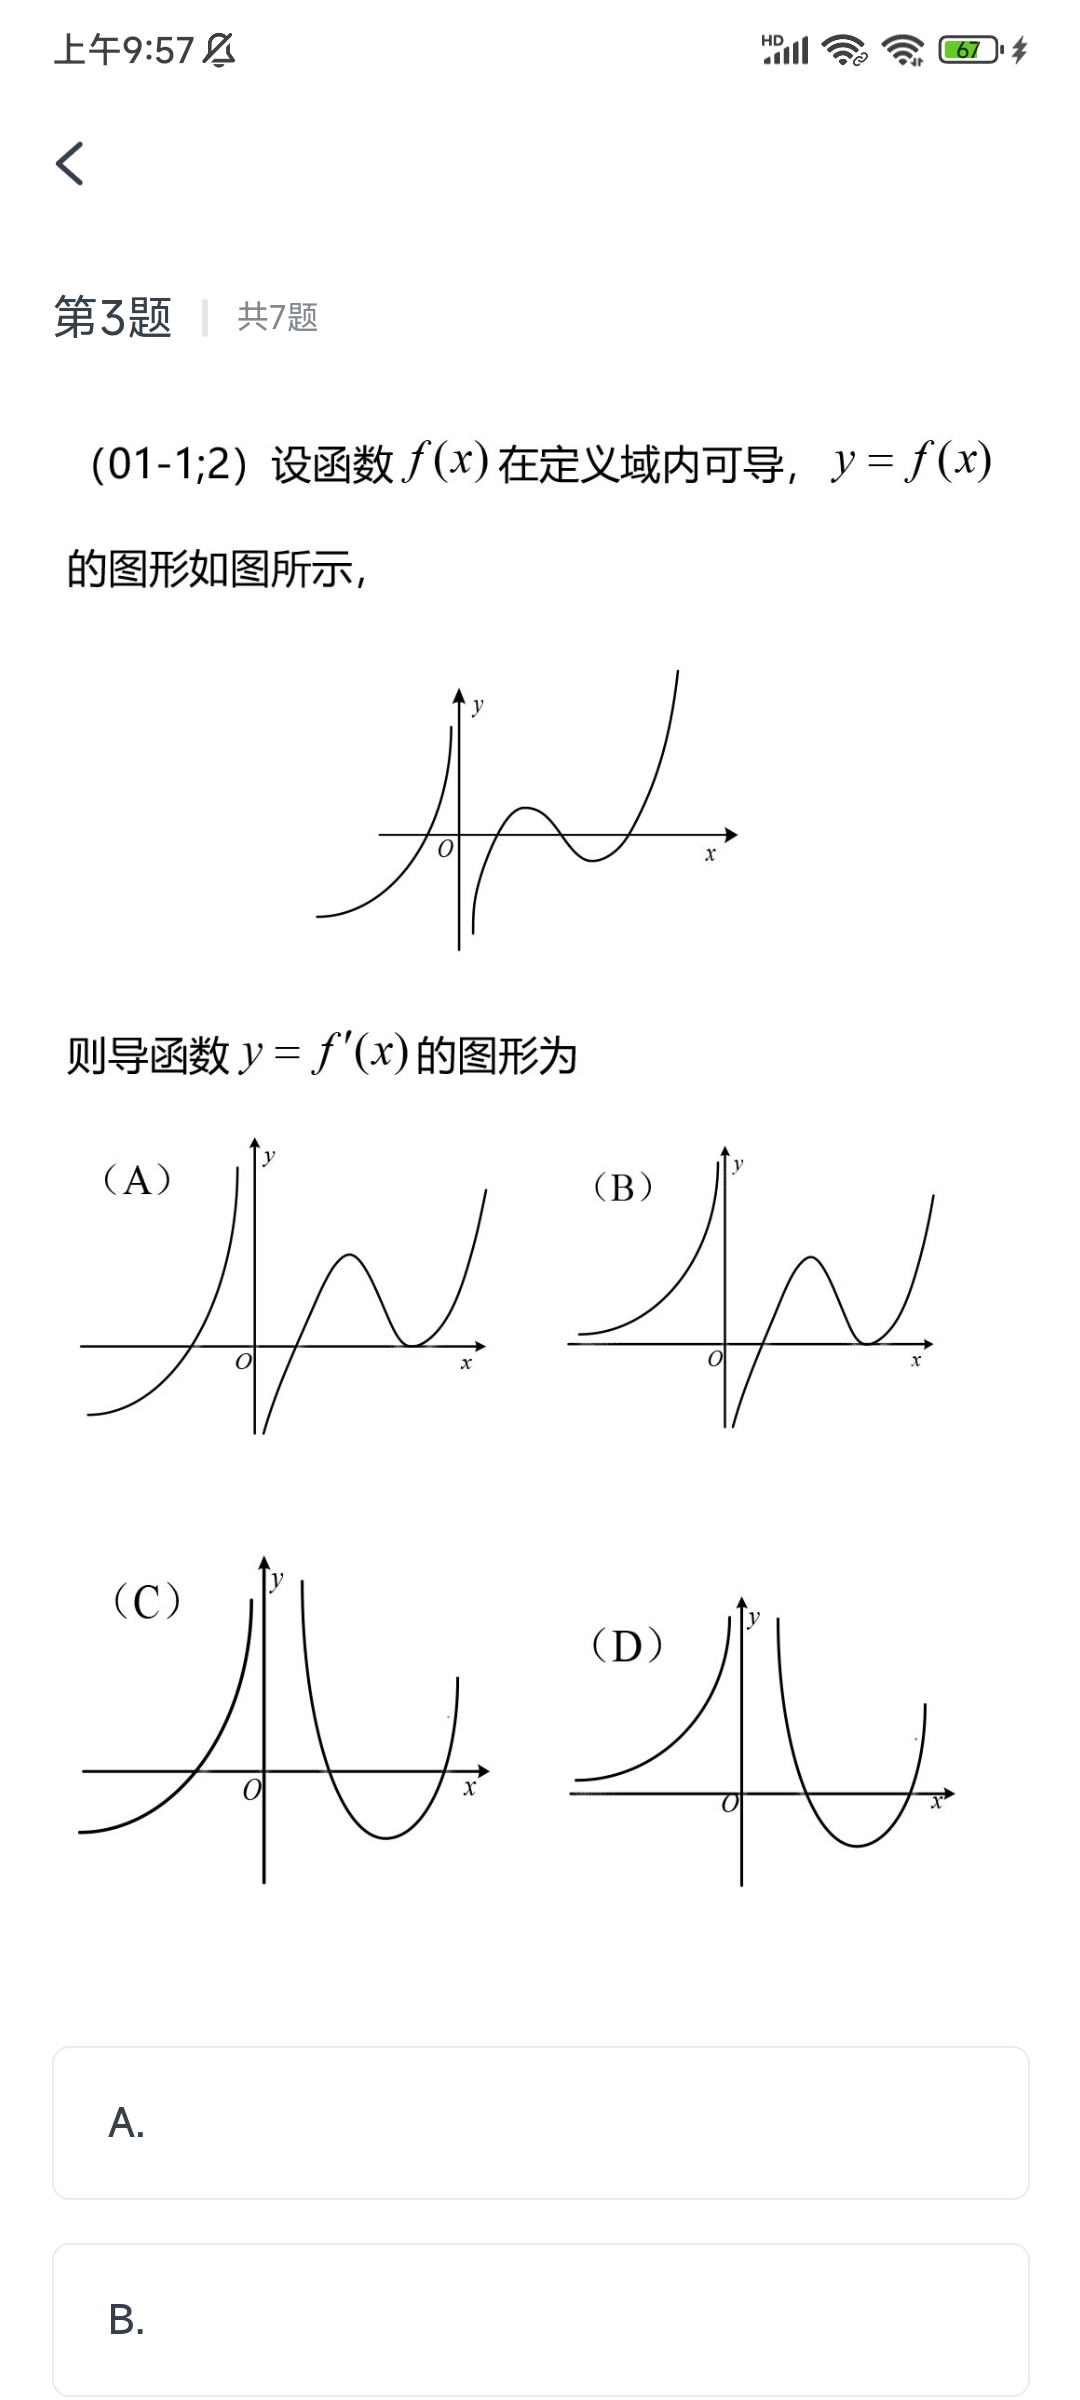 上午9:57
HD 67
第3题 共7题
（01-1;2）设函数 f(x) 在定义域内可导， y = f(x)
的图形如图所示，
y
O
x
则导函数 y = f′(x) 的图形为
（A） y （B） y
O x O x
（C） y （D） y
O x O x
A.
B.